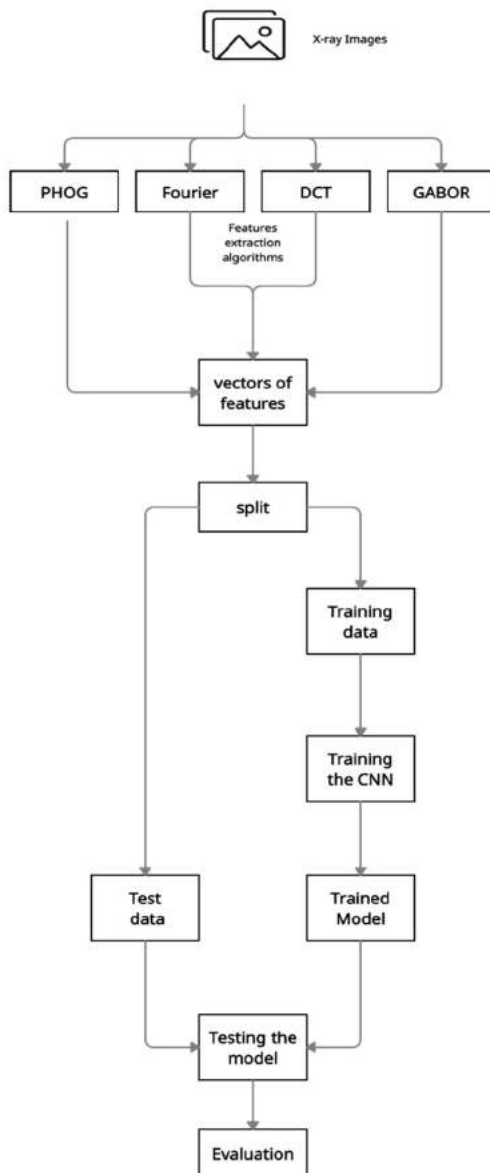 X-ray Images
PHOG
Fourier
DCT
GABOR
Features
extraction
algorithms
vectors of
features
split
Training
data
Training
the CNN
Test
data
Trained
Model
Testing the
model
Evaluation